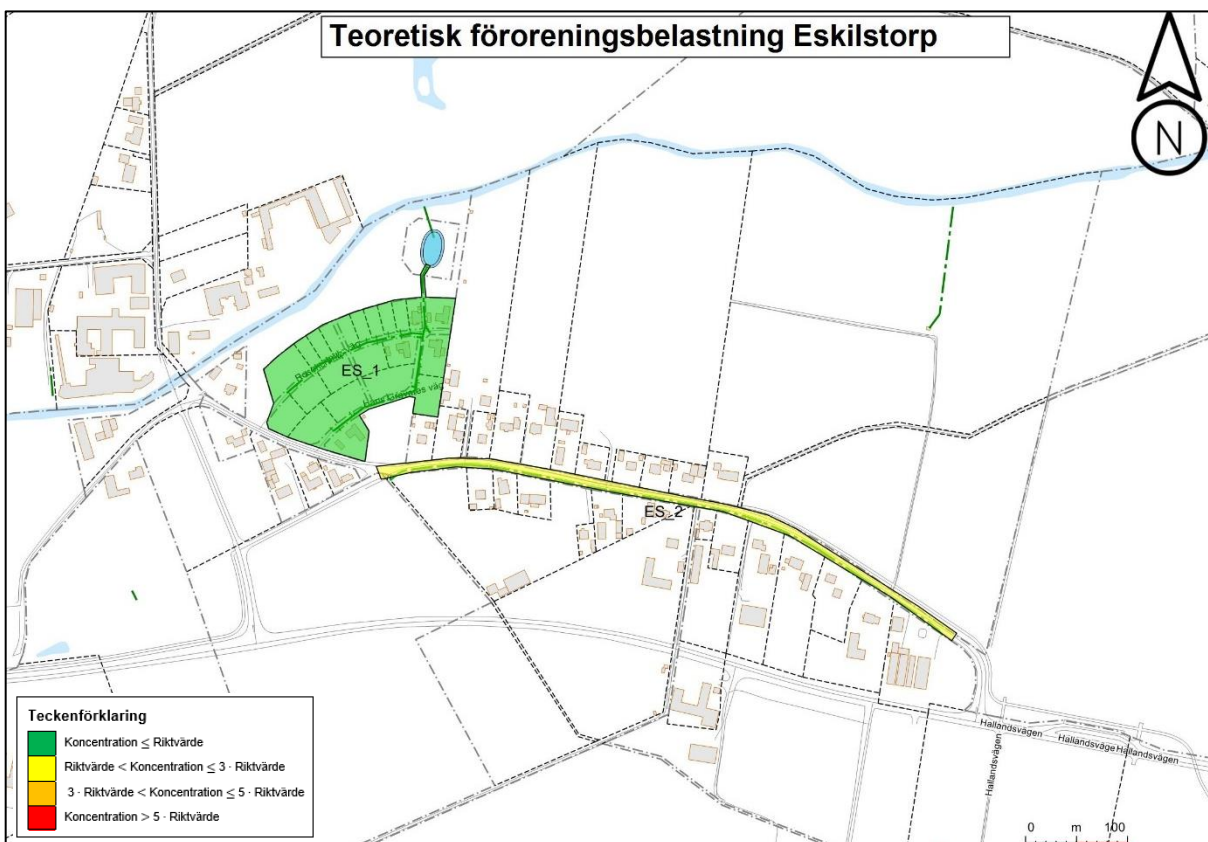 Teoretisk föroreningsbelastning Eskilstorp
N
ES_1
ES_2
Hallandsvägen
Hallandsväge
Hallandsvägen
Hallandsvägen
Teckenförklaring
Koncentration ≤ Riktvärde
Riktvärde < Koncentration ≤ 3 · Riktvärde
3 · Riktvärde < Koncentration ≤ 5 · Riktvärde
Koncentration > 5 · Riktvärde
0 m 100